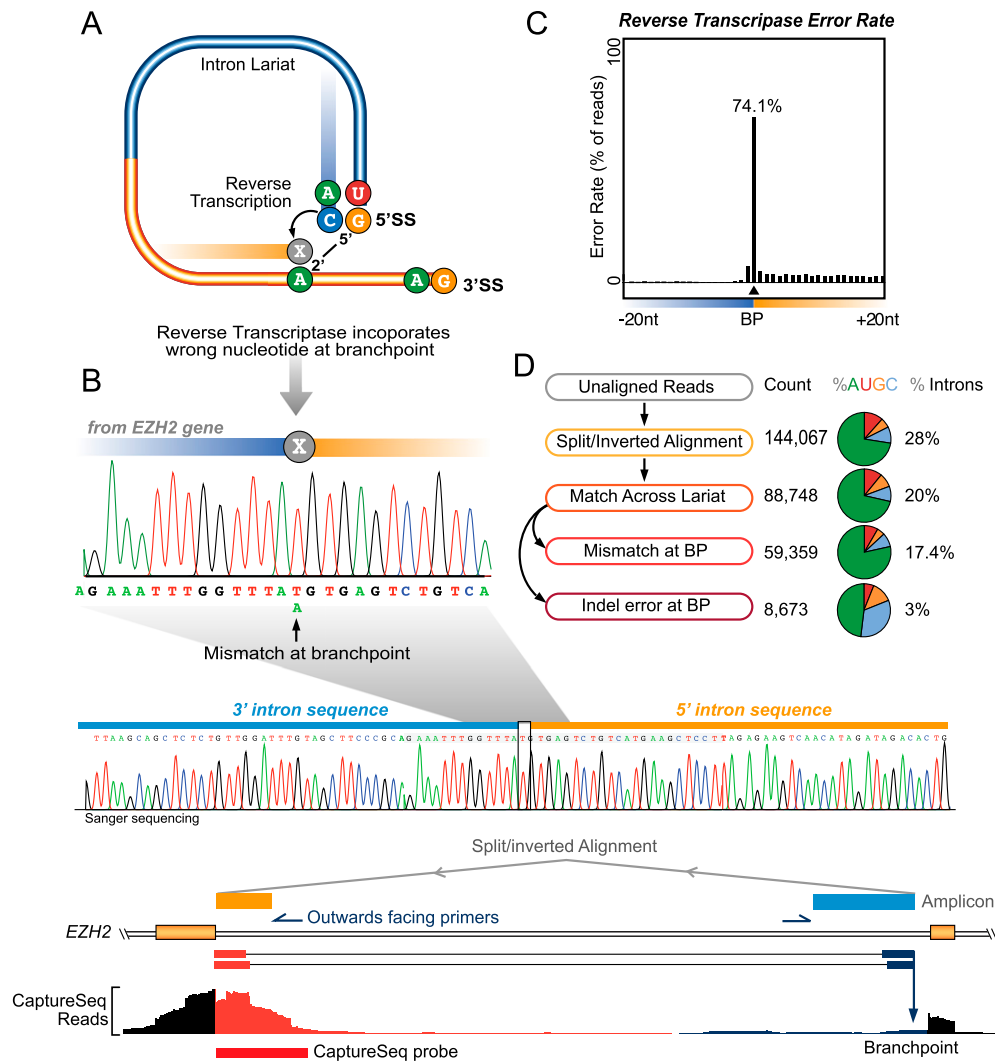 A
Intron Lariat
Reverse
Transcription
A
U
C
G
5'SS
5'
X
2'
A
A
G
3'SS
Reverse Transcriptase incoporates
wrong nucleotide at branchpoint
B
from EZH2 gene
X
AGAAATTTGGTTTATGTGAGTCTGTCA
A
Mismatch at branchpoint
C
Reverse Transcripase Error Rate
Error Rate (% of reads)
100
0
74.1%
-20nt
BP
+20nt
D
Unaligned Reads
Count
%AUGC
% Introns
Split/Inverted Alignment
144,067
28%
Match Across Lariat
88,748
20%
Mismatch at BP
59,359
17.4%
Indel error at BP
8,673
3%
3' intron sequence
5' intron sequence
TTAAGCAGCTCTCTGTTGGATTTGTAGCTTCCCGCAGAAATTTGGTTTATGTGAGTCTGTCATGAAGCTCCTTAGAGAAGTCAACATAGATAGACACTG
Sanger sequencing
Split/inverted Alignment
Amplicon
Outwards facing primers
EZH2
CaptureSeq
Reads
Branchpoint
CaptureSeq probe